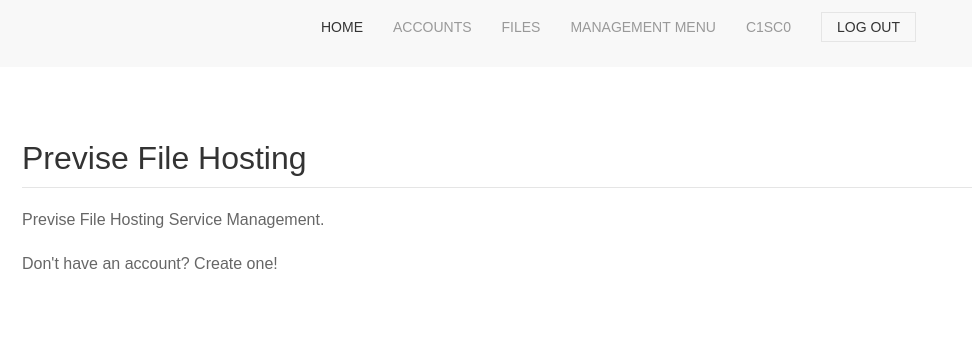 HOME ACCOUNTS FILES MANAGEMENT MENU C1SC0 LOG OUT
Previse File Hosting
Previse File Hosting Service Management.
Don't have an account? Create one!